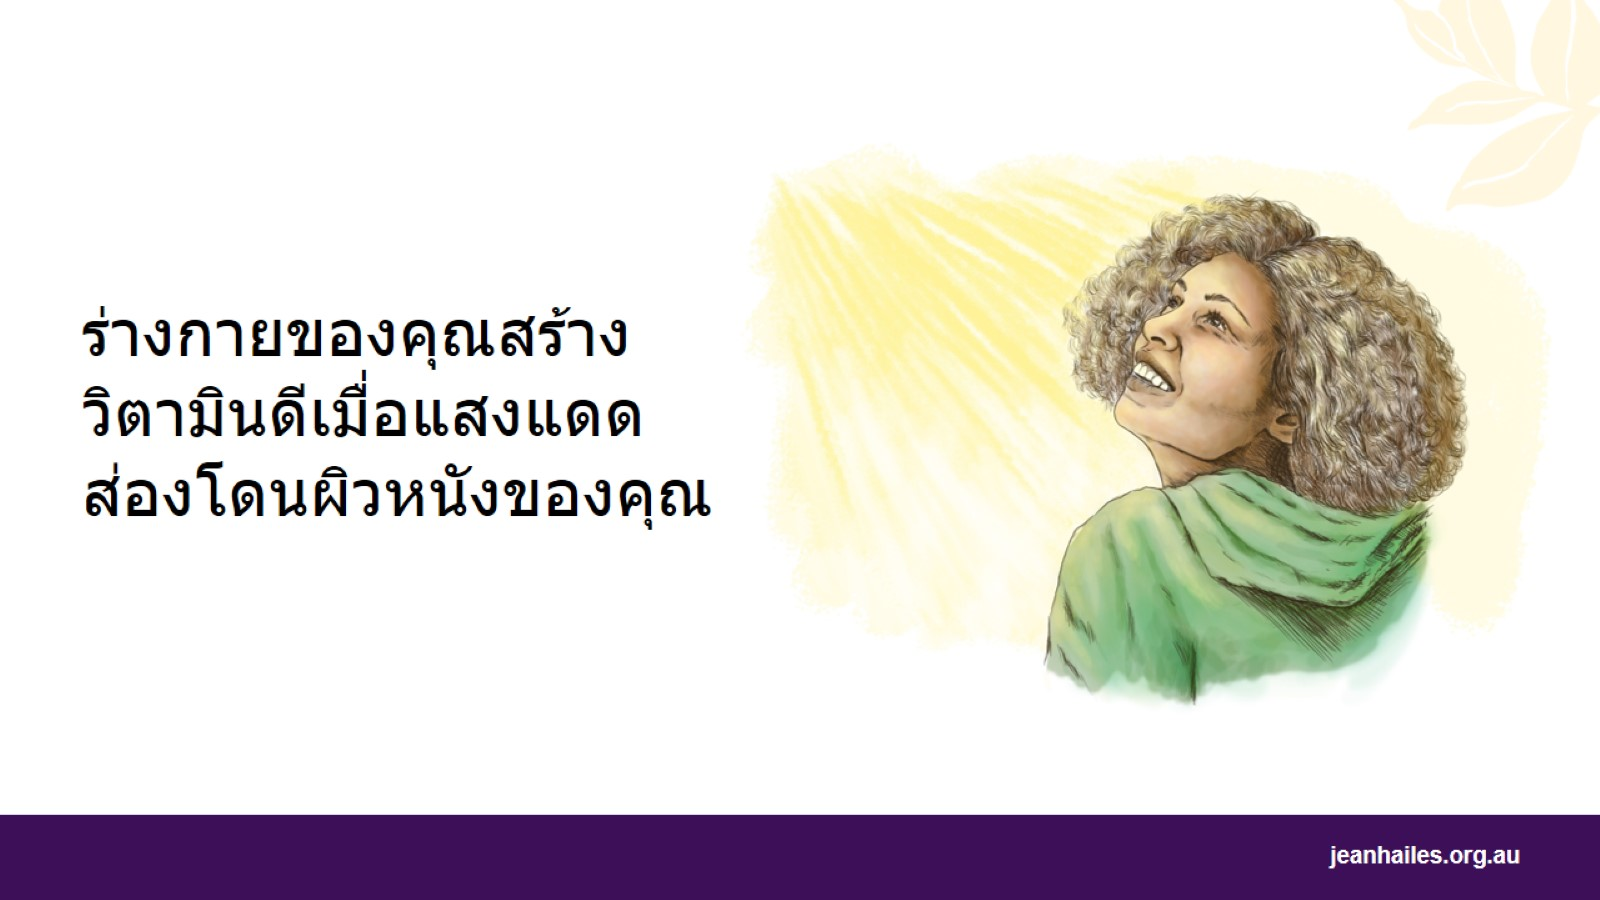 ร่างกายของคุณสร้าง
วิตามินดีเมื่อแสงแดด
ส่องโดนผิวหนังของคุณ
jeanhailes.org.au